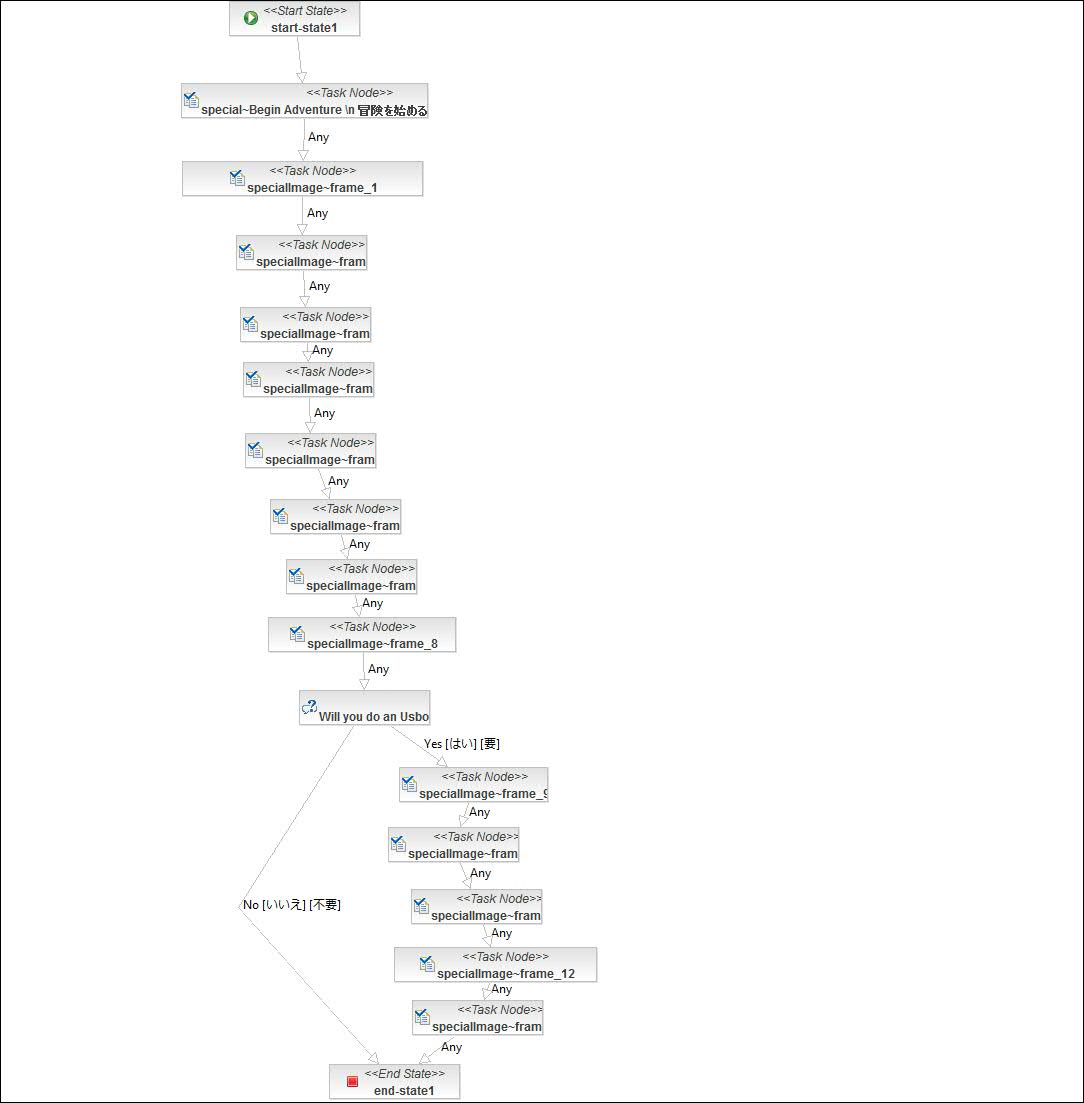 <<Start State>>
start-state1
<<Task Node>>
special~Begin Adventure \n 冒険を始める
Any
<<Task Node>>
specialImage~frame_1
Any
<<Task Node>>
specialImage~fram
Any
<<Task Node>>
specialImage~fram
Any
<<Task Node>>
specialImage~fram
Any
<<Task Node>>
specialImage~fram
Any
<<Task Node>>
specialImage~fram
Any
<<Task Node>>
specialImage~fram
Any
<<Task Node>>
specialImage~frame_8
Any
Will you do an Usbo
Yes [はい] [要]
<<Task Node>>
specialImage~frame_9
Any
<<Task Node>>
specialImage~fram
Any
<<Task Node>>
specialImage~fram
No [いいえ] [不要]
Any
<<Task Node>>
specialImage~frame_12
Any
<<Task Node>>
specialImage~fram
Any
<<End State>>
end-state1